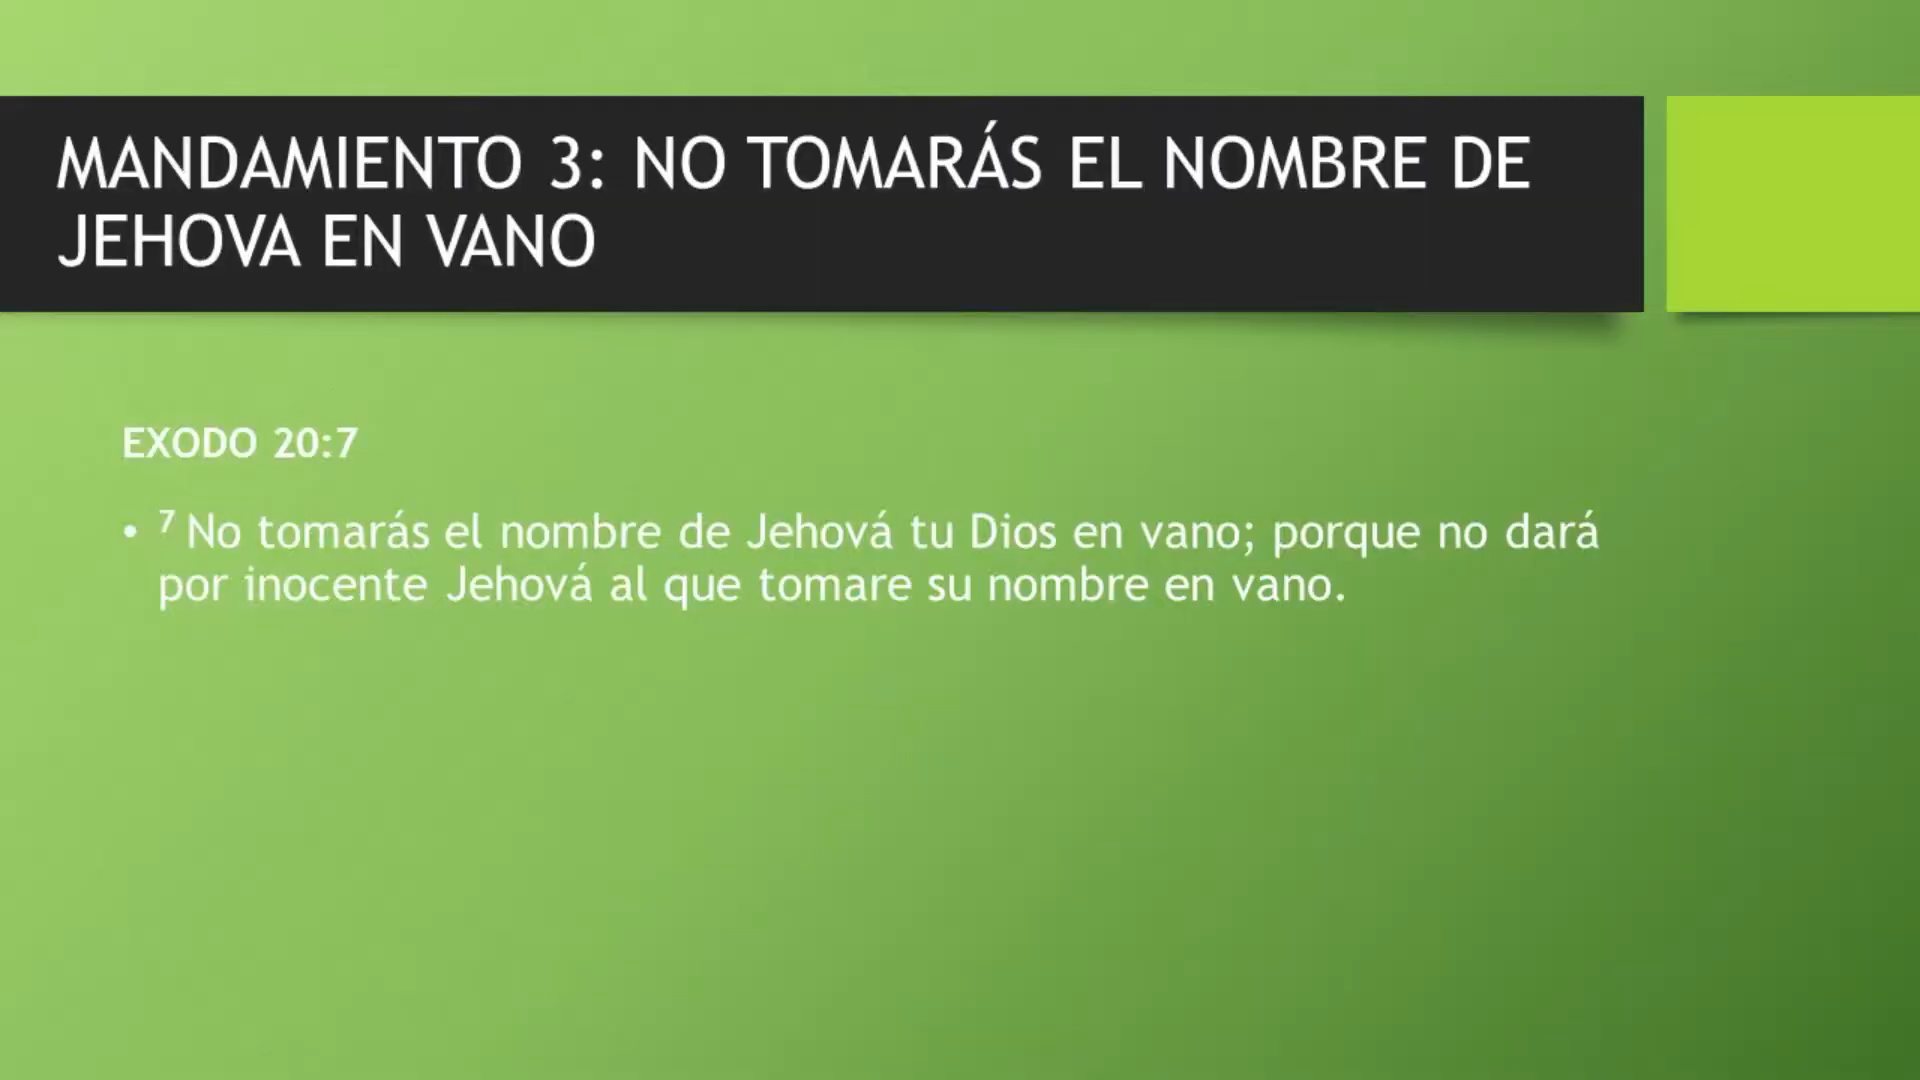 MANDAMIENTO 3: NO TOMARÁS EL NOMBRE DE
JEHOVA EN VANO
EXODO 20:7
• ⁷ No tomarás el nombre de Jehová tu Dios en vano; porque no dará
por inocente Jehová al que tomare su nombre en vano.